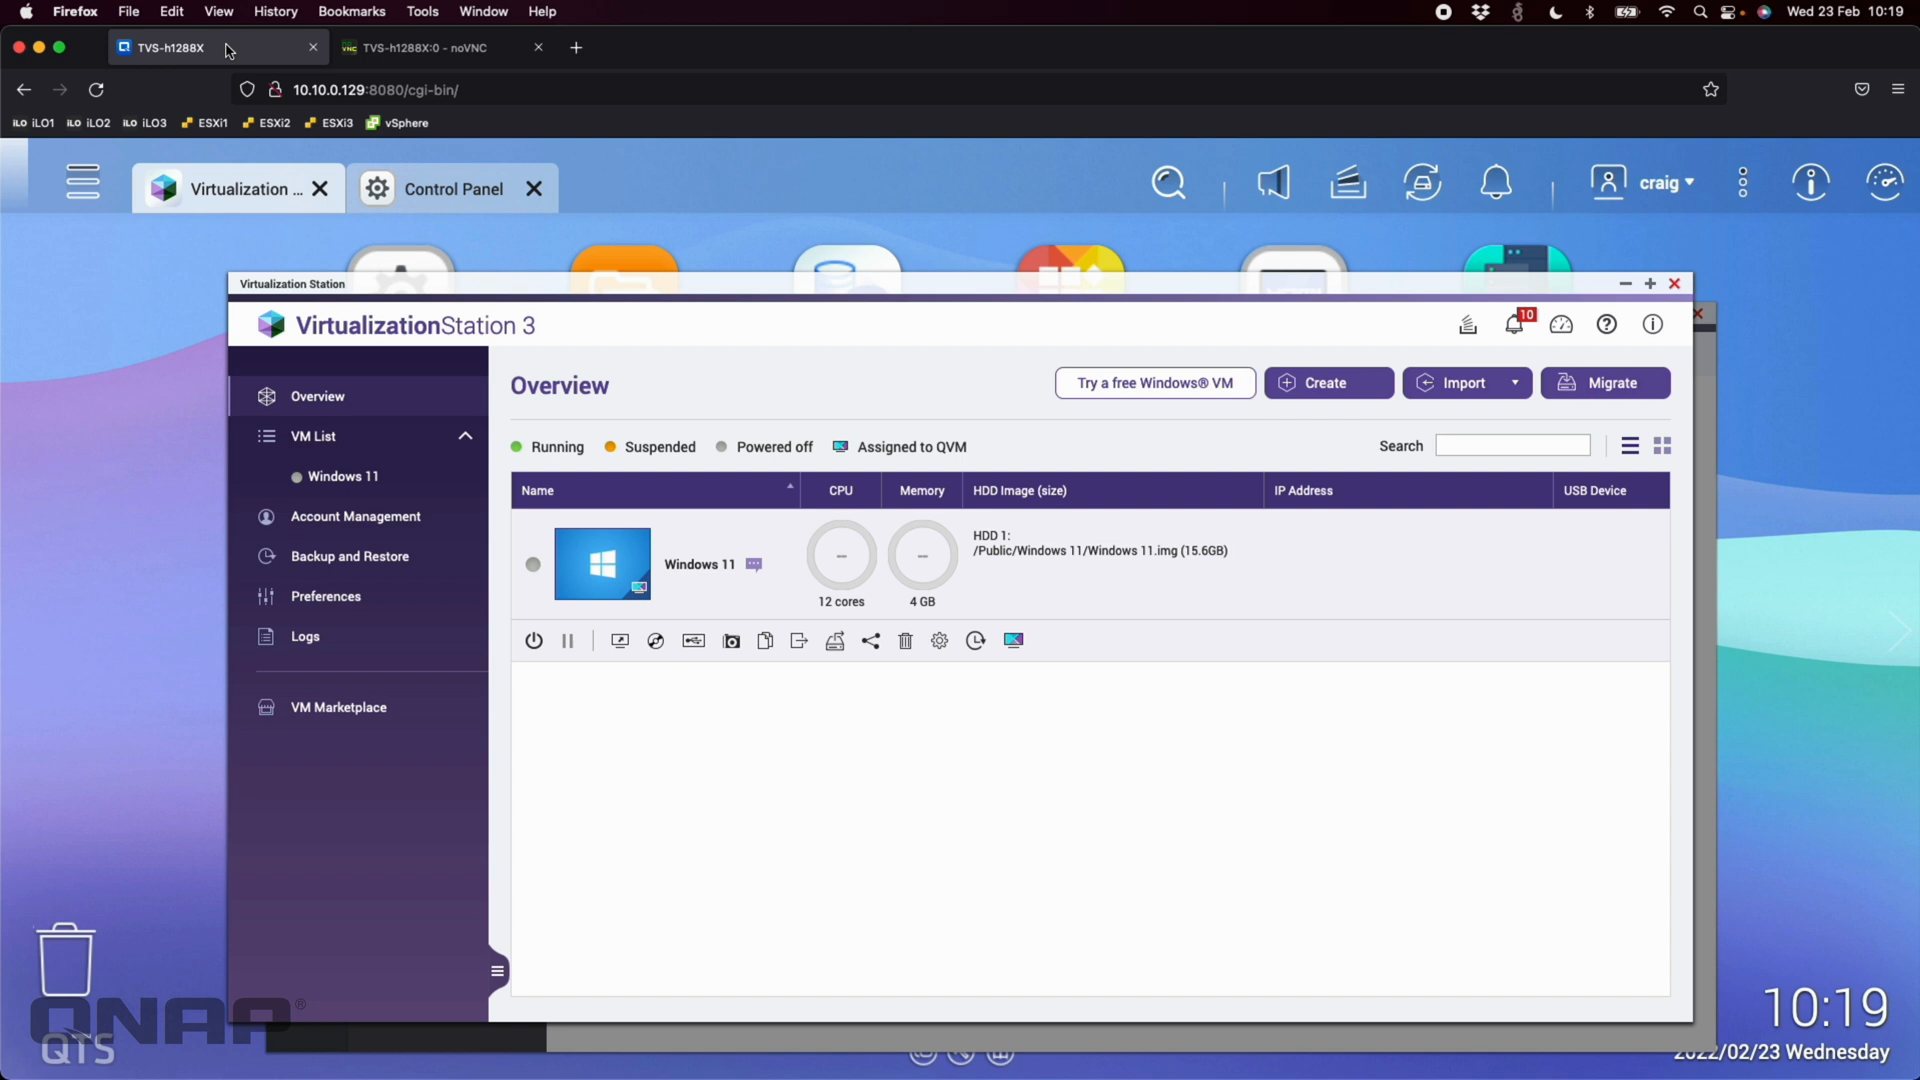 Firefox File Edit View History Bookmarks Tools Window Help
Wed 23 Feb 10:19
TVS-h1288X
VNC TVS-h1288X:0 - noVNC
10.10.0.129:8080/cgi-bin/
iLO iLO1 iLO iLO2 iLO iLO3 ESXi1 ESXi2 ESXi3 vSphere
Virtualization ...
Control Panel
craig
Virtualization Station
VirtualizationStation 3
10
Overview
VM List
Windows 11
Account Management
Backup and Restore
Preferences
Logs
VM Marketplace
Overview
Try a free Windows® VM
Create
Import
Migrate
Running Suspended Powered off Assigned to QVM
Search
Name CPU Memory HDD Image (size) IP Address USB Device
Windows 11
--
12 cores
--
4 GB
HDD 1:
/Public/Windows 11/Windows 11.img (15.6GB)
QNAP®
QTS
10:19
2022/02/23 Wednesday